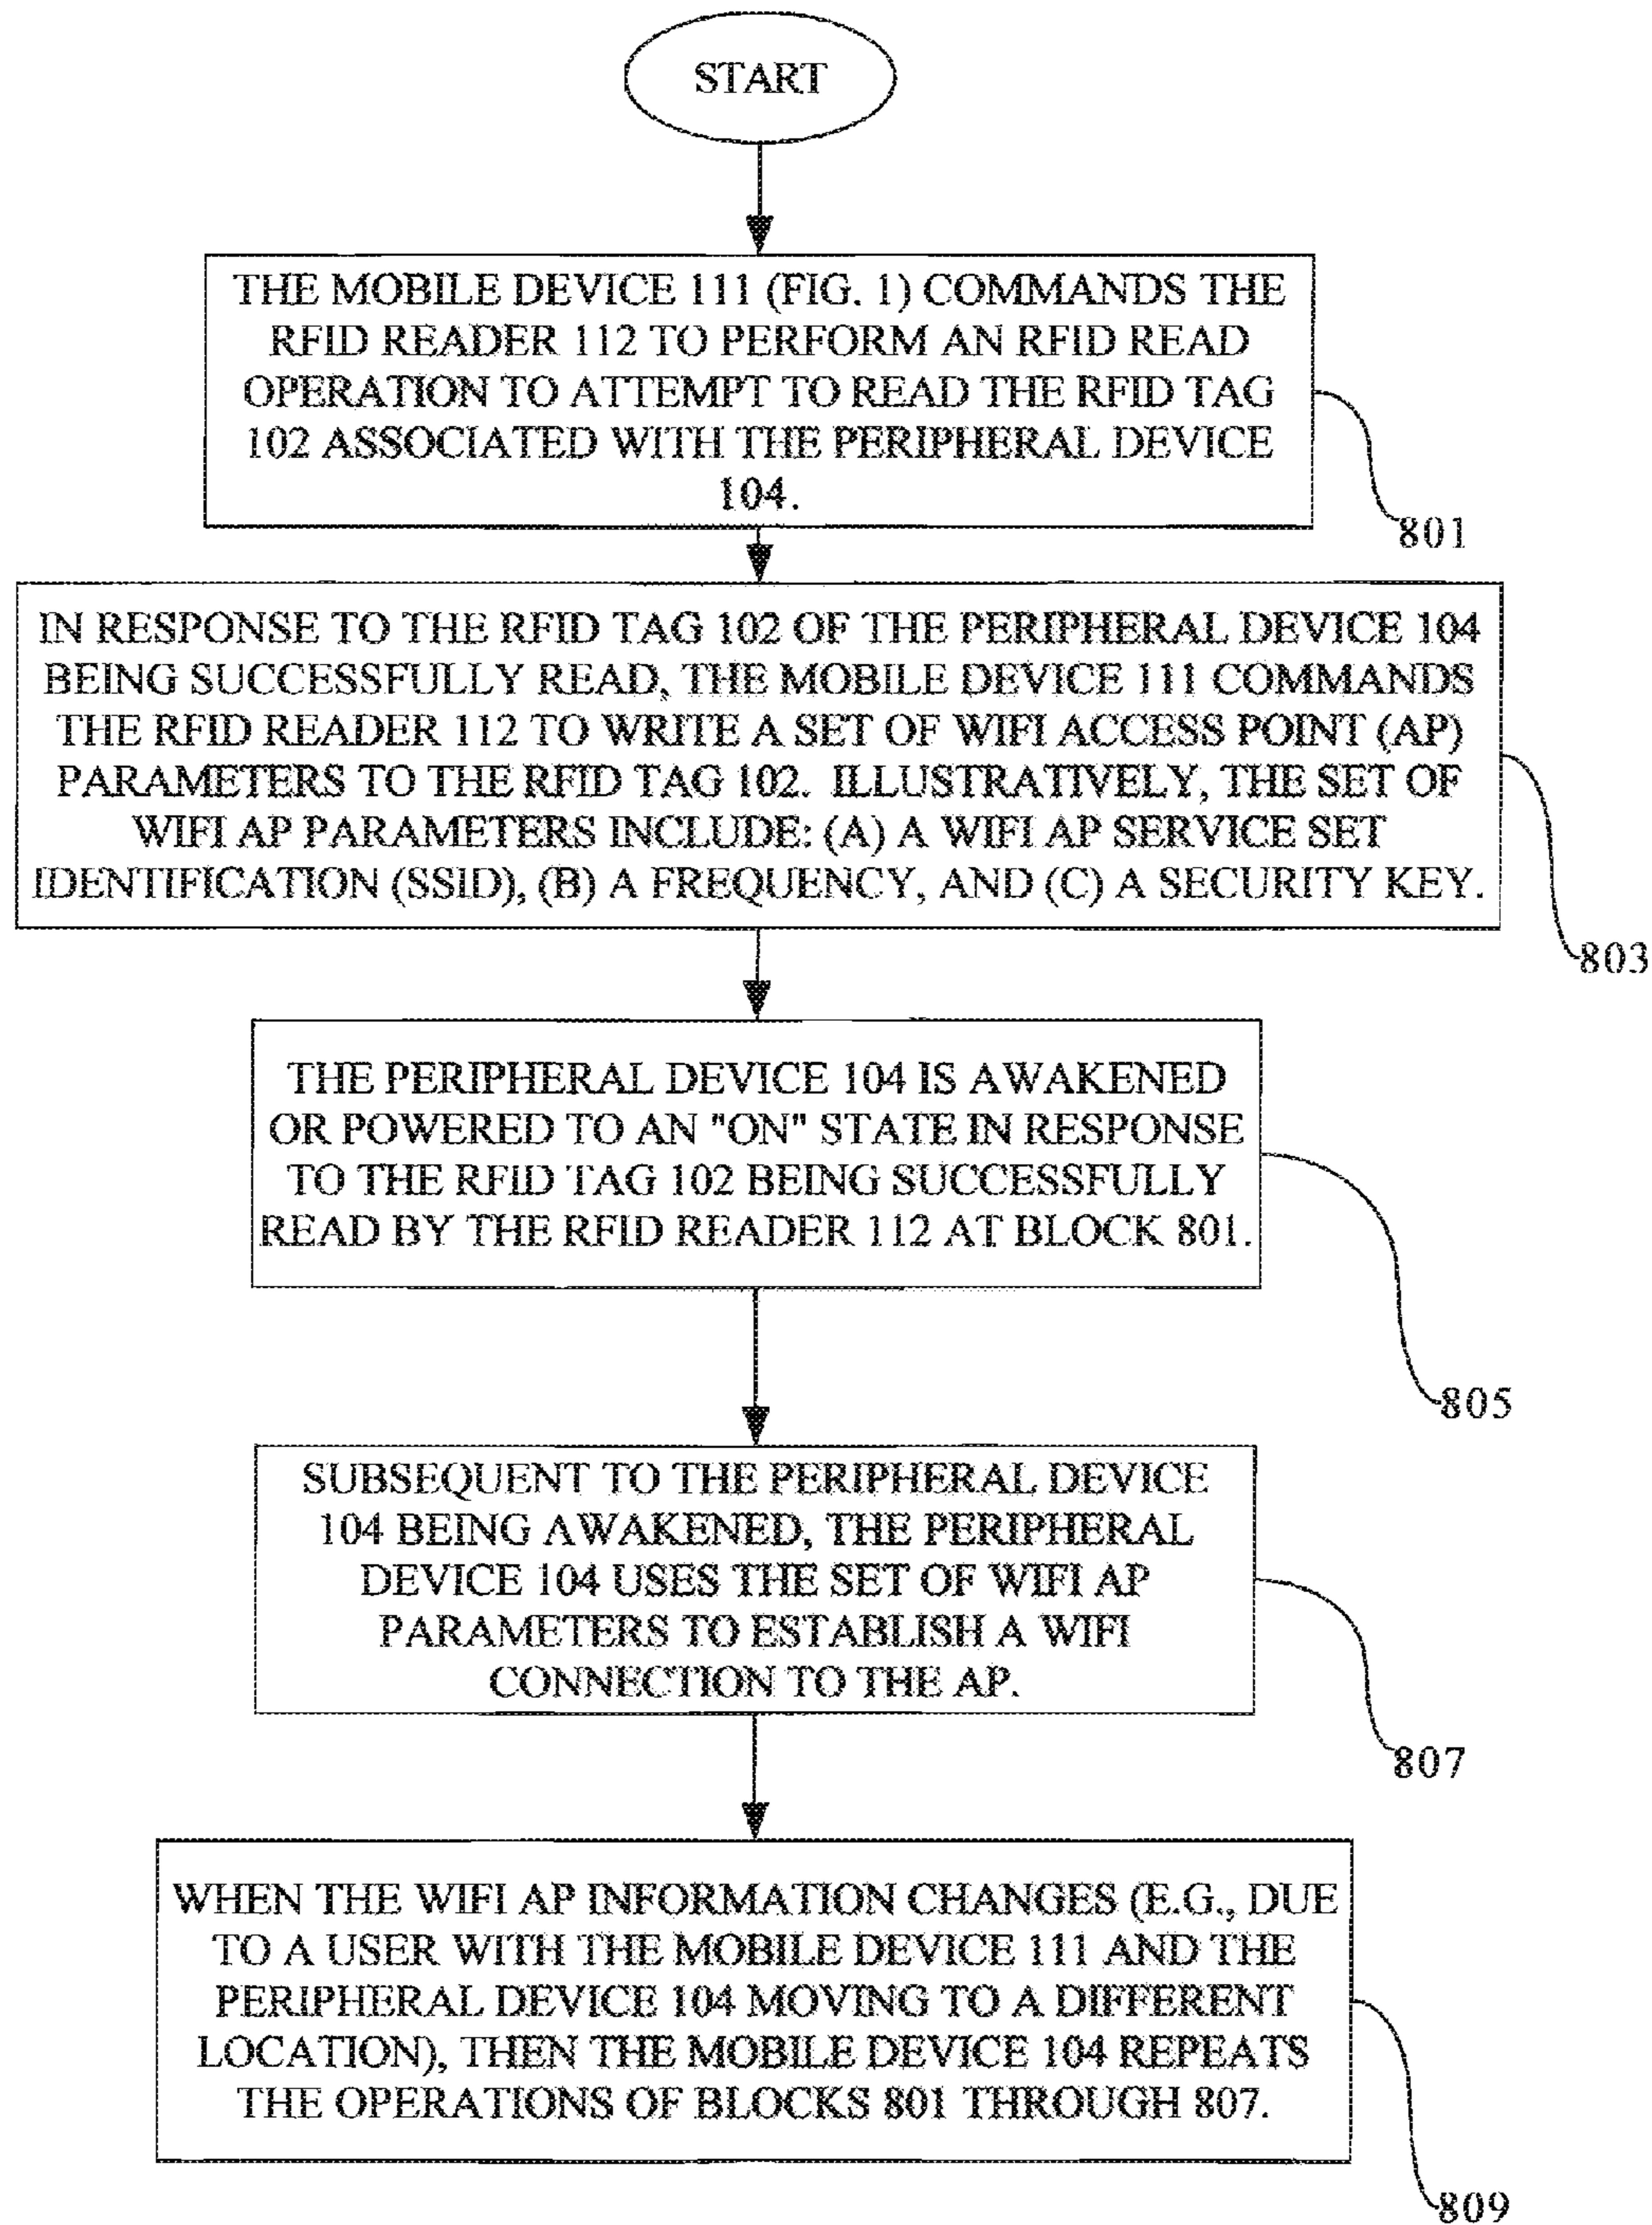 START
THE MOBILE DEVICE 111 (FIG. 1) COMMANDS THE
RFID READER 112 TO PERFORM AN RFID READ
OPERATION TO ATTEMPT TO READ THE RFID TAG
102 ASSOCIATED WITH THE PERIPHERAL DEVICE
104.
801
IN RESPONSE TO THE RFID TAG 102 OF THE PERIPHERAL DEVICE 104
BEING SUCCESSFULLY READ, THE MOBILE DEVICE 111 COMMANDS
THE RFID READER 112 TO WRITE A SET OF WIFI ACCESS POINT (AP)
PARAMETERS TO THE RFID TAG 102. ILLUSTRATIVELY, THE SET OF
WIFI AP PARAMETERS INCLUDE: (A) A WIFI AP SERVICE SET
IDENTIFICATION (SSID), (B) A FREQUENCY, AND (C) A SECURITY KEY.
803
THE PERIPHERAL DEVICE 104 IS AWAKENED
OR POWERED TO AN "ON" STATE IN RESPONSE
TO THE RFID TAG 102 BEING SUCCESSFULLY
READ BY THE RFID READER 112 AT BLOCK 801.
805
SUBSEQUENT TO THE PERIPHERAL DEVICE
104 BEING AWAKENED, THE PERIPHERAL
DEVICE 104 USES THE SET OF WIFI AP
PARAMETERS TO ESTABLISH A WIFI
CONNECTION TO THE AP.
807
WHEN THE WIFI AP INFORMATION CHANGES (E.G., DUE
TO A USER WITH THE MOBILE DEVICE 111 AND THE
PERIPHERAL DEVICE 104 MOVING TO A DIFFERENT
LOCATION), THEN THE MOBILE DEVICE 104 REPEATS
THE OPERATIONS OF BLOCKS 801 THROUGH 807.
809